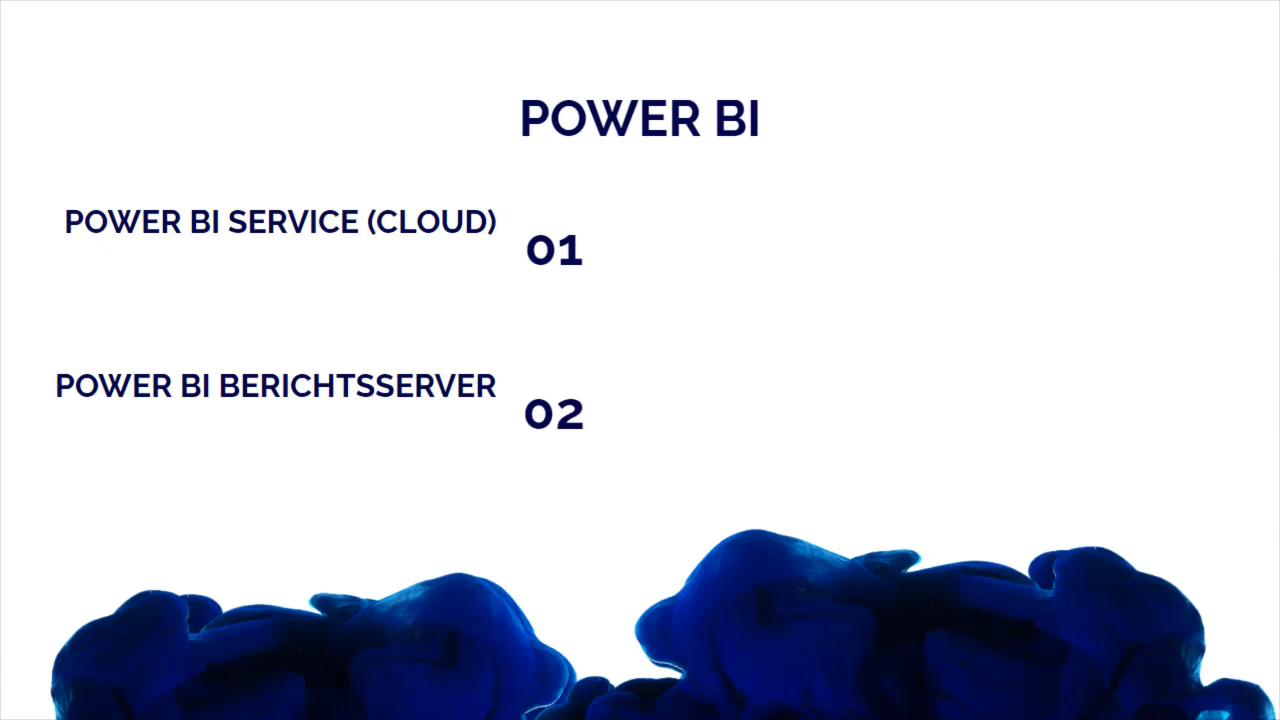 POWER BI
POWER BI SERVICE (CLOUD)
01
POWER BI BERICHTSSERVER
02